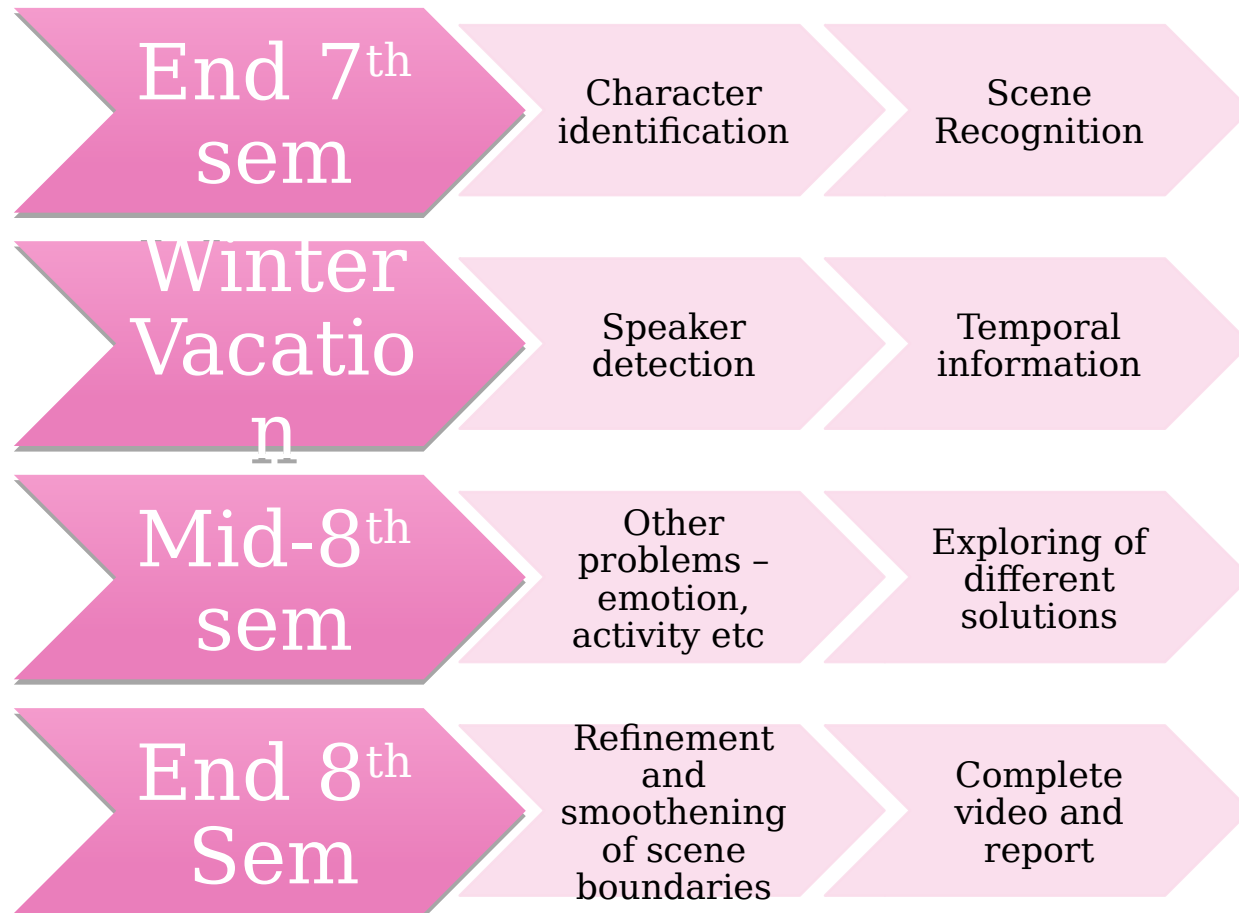 End 7th
sem
Character
identification
Scene
Recognition
Winter
Vacatio
n
Speaker
detection
Temporal
information
Mid-8th
sem
Other
problems –
emotion,
activity etc
Exploring of
different
solutions
End 8th
Sem
Refinement
and
smoothening
of scene
boundaries
Complete
video and
report